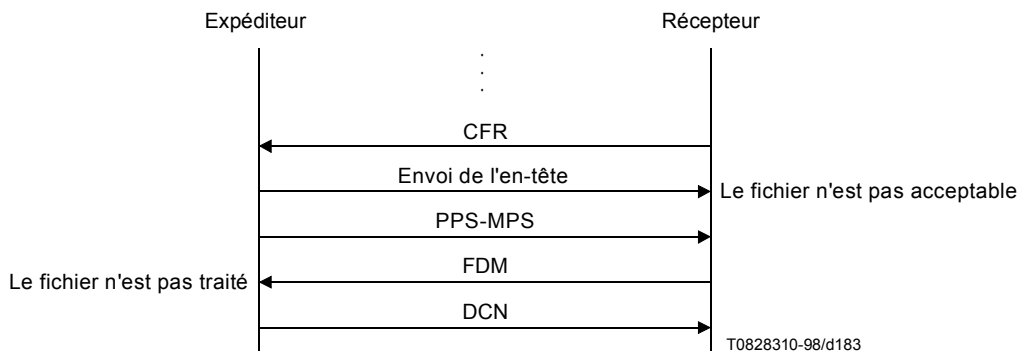 Expéditeur
Récepteur
CFR
Envoi de l'en-tête
Le fichier n'est pas acceptable
PPS-MPS
FDM
Le fichier n'est pas traité
DCN
T0828310-98/d183